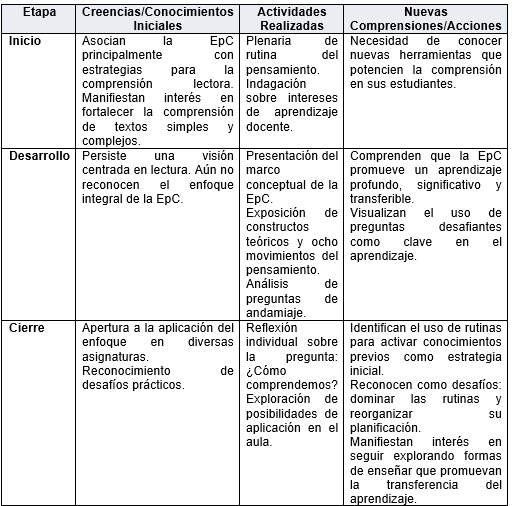 Etapa
Creencias/Conocimientos
Iniciales
Actividades
Realizadas
Nuevas
Comprensiones/Acciones
Inicio
Asocian la EpC
principalmente con
estrategias para la
comprensión lectora.
Manifiestan interés en
fortalecer la comprensión
de textos simples y
complejos.
Plenaria de
rutina del
pensamiento.
Indagación
sobre intereses
de aprendizaje
docente.
Necesidad de conocer
nuevas herramientas que
potencien la comprensión
en sus estudiantes.
Desarrollo
Persiste una visión
centrada en lectura. Aún no
reconocen el enfoque
integral de la EpC.
Presentación del
marco
conceptual de la
EpC.
Exposición de
constructos
teóricos y ocho
movimientos del
pensamiento.
Análisis de
preguntas de
andamiaje.
Comprenden que la EpC
promueve un aprendizaje
profundo, significativo y
transferible.
Visualizan el uso de
preguntas desafiantes
como clave en el
aprendizaje.
Cierre
Apertura a la aplicación del
enfoque en diversas
asignaturas.
Reconocimiento de
desafíos prácticos.
Reflexión
individual sobre
la pregunta:
¿Cómo
comprendemos?
Exploración de
posibilidades de
aplicación en el
aula.
Identifican el uso de rutinas
para activar conocimientos
previos como estrategia
inicial.
Reconocen como desafíos:
dominar las rutinas y
reorganizar su
planificación.
Manifiestan interés en
seguir explorando formas
de enseñar que promuevan
la transferencia del
aprendizaje.